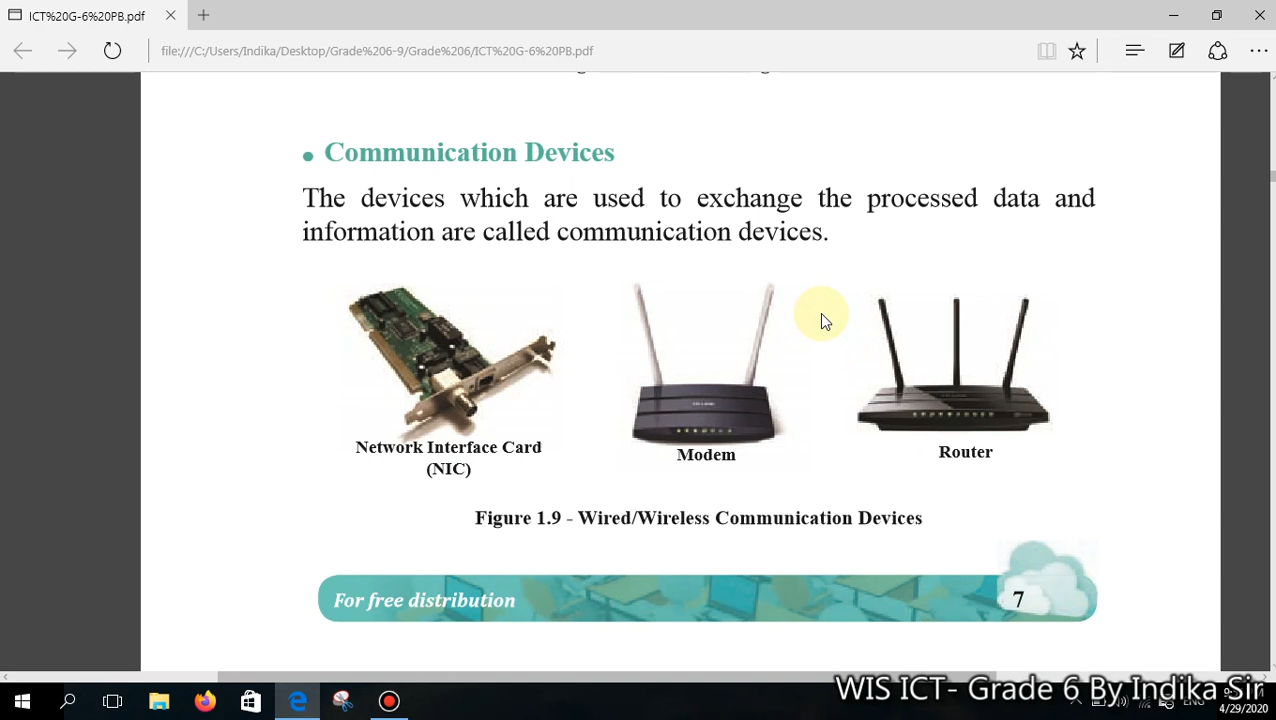 ICT%20G-6%20PB.pdf
file:///C:/Users/Indika/Desktop/Grade%206-9/Grade%206/ICT%20G-6%20PB.pdf
• Communication Devices
The devices which are used to exchange the processed data and
information are called communication devices.
Network Interface Card
(NIC)
Modem
Router
Figure 1.9 - Wired/Wireless Communication Devices
For free distribution
7
WIS ICT- Grade 6 By Indika Sir
ENG
4/29/2020